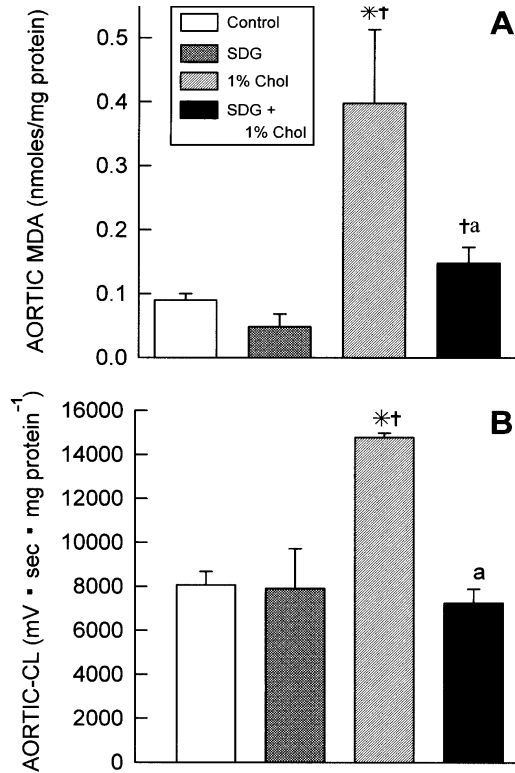 A
AORTIC MDA (nmoles/mg protein)
0.5
0.4
0.3
0.2
0.1
0.0
Control
SDG
1% Chol
SDG +
1% Chol
✳†
†a
B
AORTIC-CL (mV ▪ sec ▪ mg protein⁻¹)
16000
14000
12000
10000
8000
6000
4000
2000
0
✳†
a